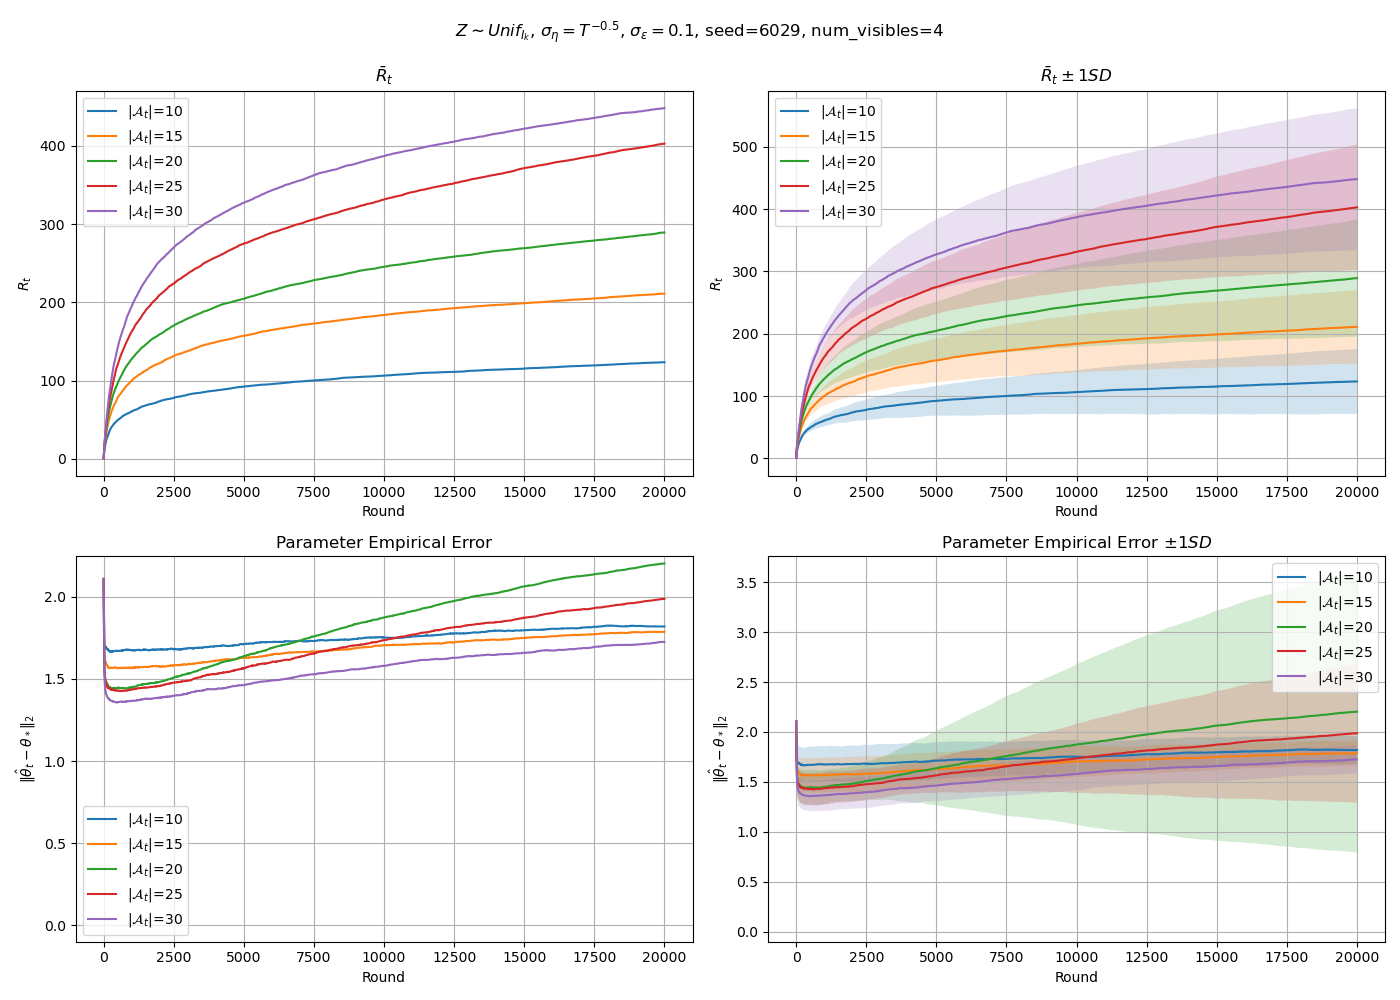 Z ~ Unif_{I_k}, σ_η = T^{-0.5}, σ_ε = 0.1, seed=6029, num_visibles=4
R̄_t
R_t
400
300
200
100
0
|𝒜_t|=10
|𝒜_t|=15
|𝒜_t|=20
|𝒜_t|=25
|𝒜_t|=30
0 2500 5000 7500 10000 12500 15000 17500 20000
Round
R̄_t ± 1SD
R_t
500
400
300
200
100
0
|𝒜_t|=10
|𝒜_t|=15
|𝒜_t|=20
|𝒜_t|=25
|𝒜_t|=30
0 2500 5000 7500 10000 12500 15000 17500 20000
Round
Parameter Empirical Error
‖θ̂_t − θ_*‖_2
2.0
1.5
1.0
0.5
0.0
|𝒜_t|=10
|𝒜_t|=15
|𝒜_t|=20
|𝒜_t|=25
|𝒜_t|=30
0 2500 5000 7500 10000 12500 15000 17500 20000
Round
Parameter Empirical Error ±1SD
‖θ̂_t − θ_*‖_2
3.5
3.0
2.5
2.0
1.5
1.0
0.5
0.0
|𝒜_t|=10
|𝒜_t|=15
|𝒜_t|=20
|𝒜_t|=25
|𝒜_t|=30
0 2500 5000 7500 10000 12500 15000 17500 20000
Round